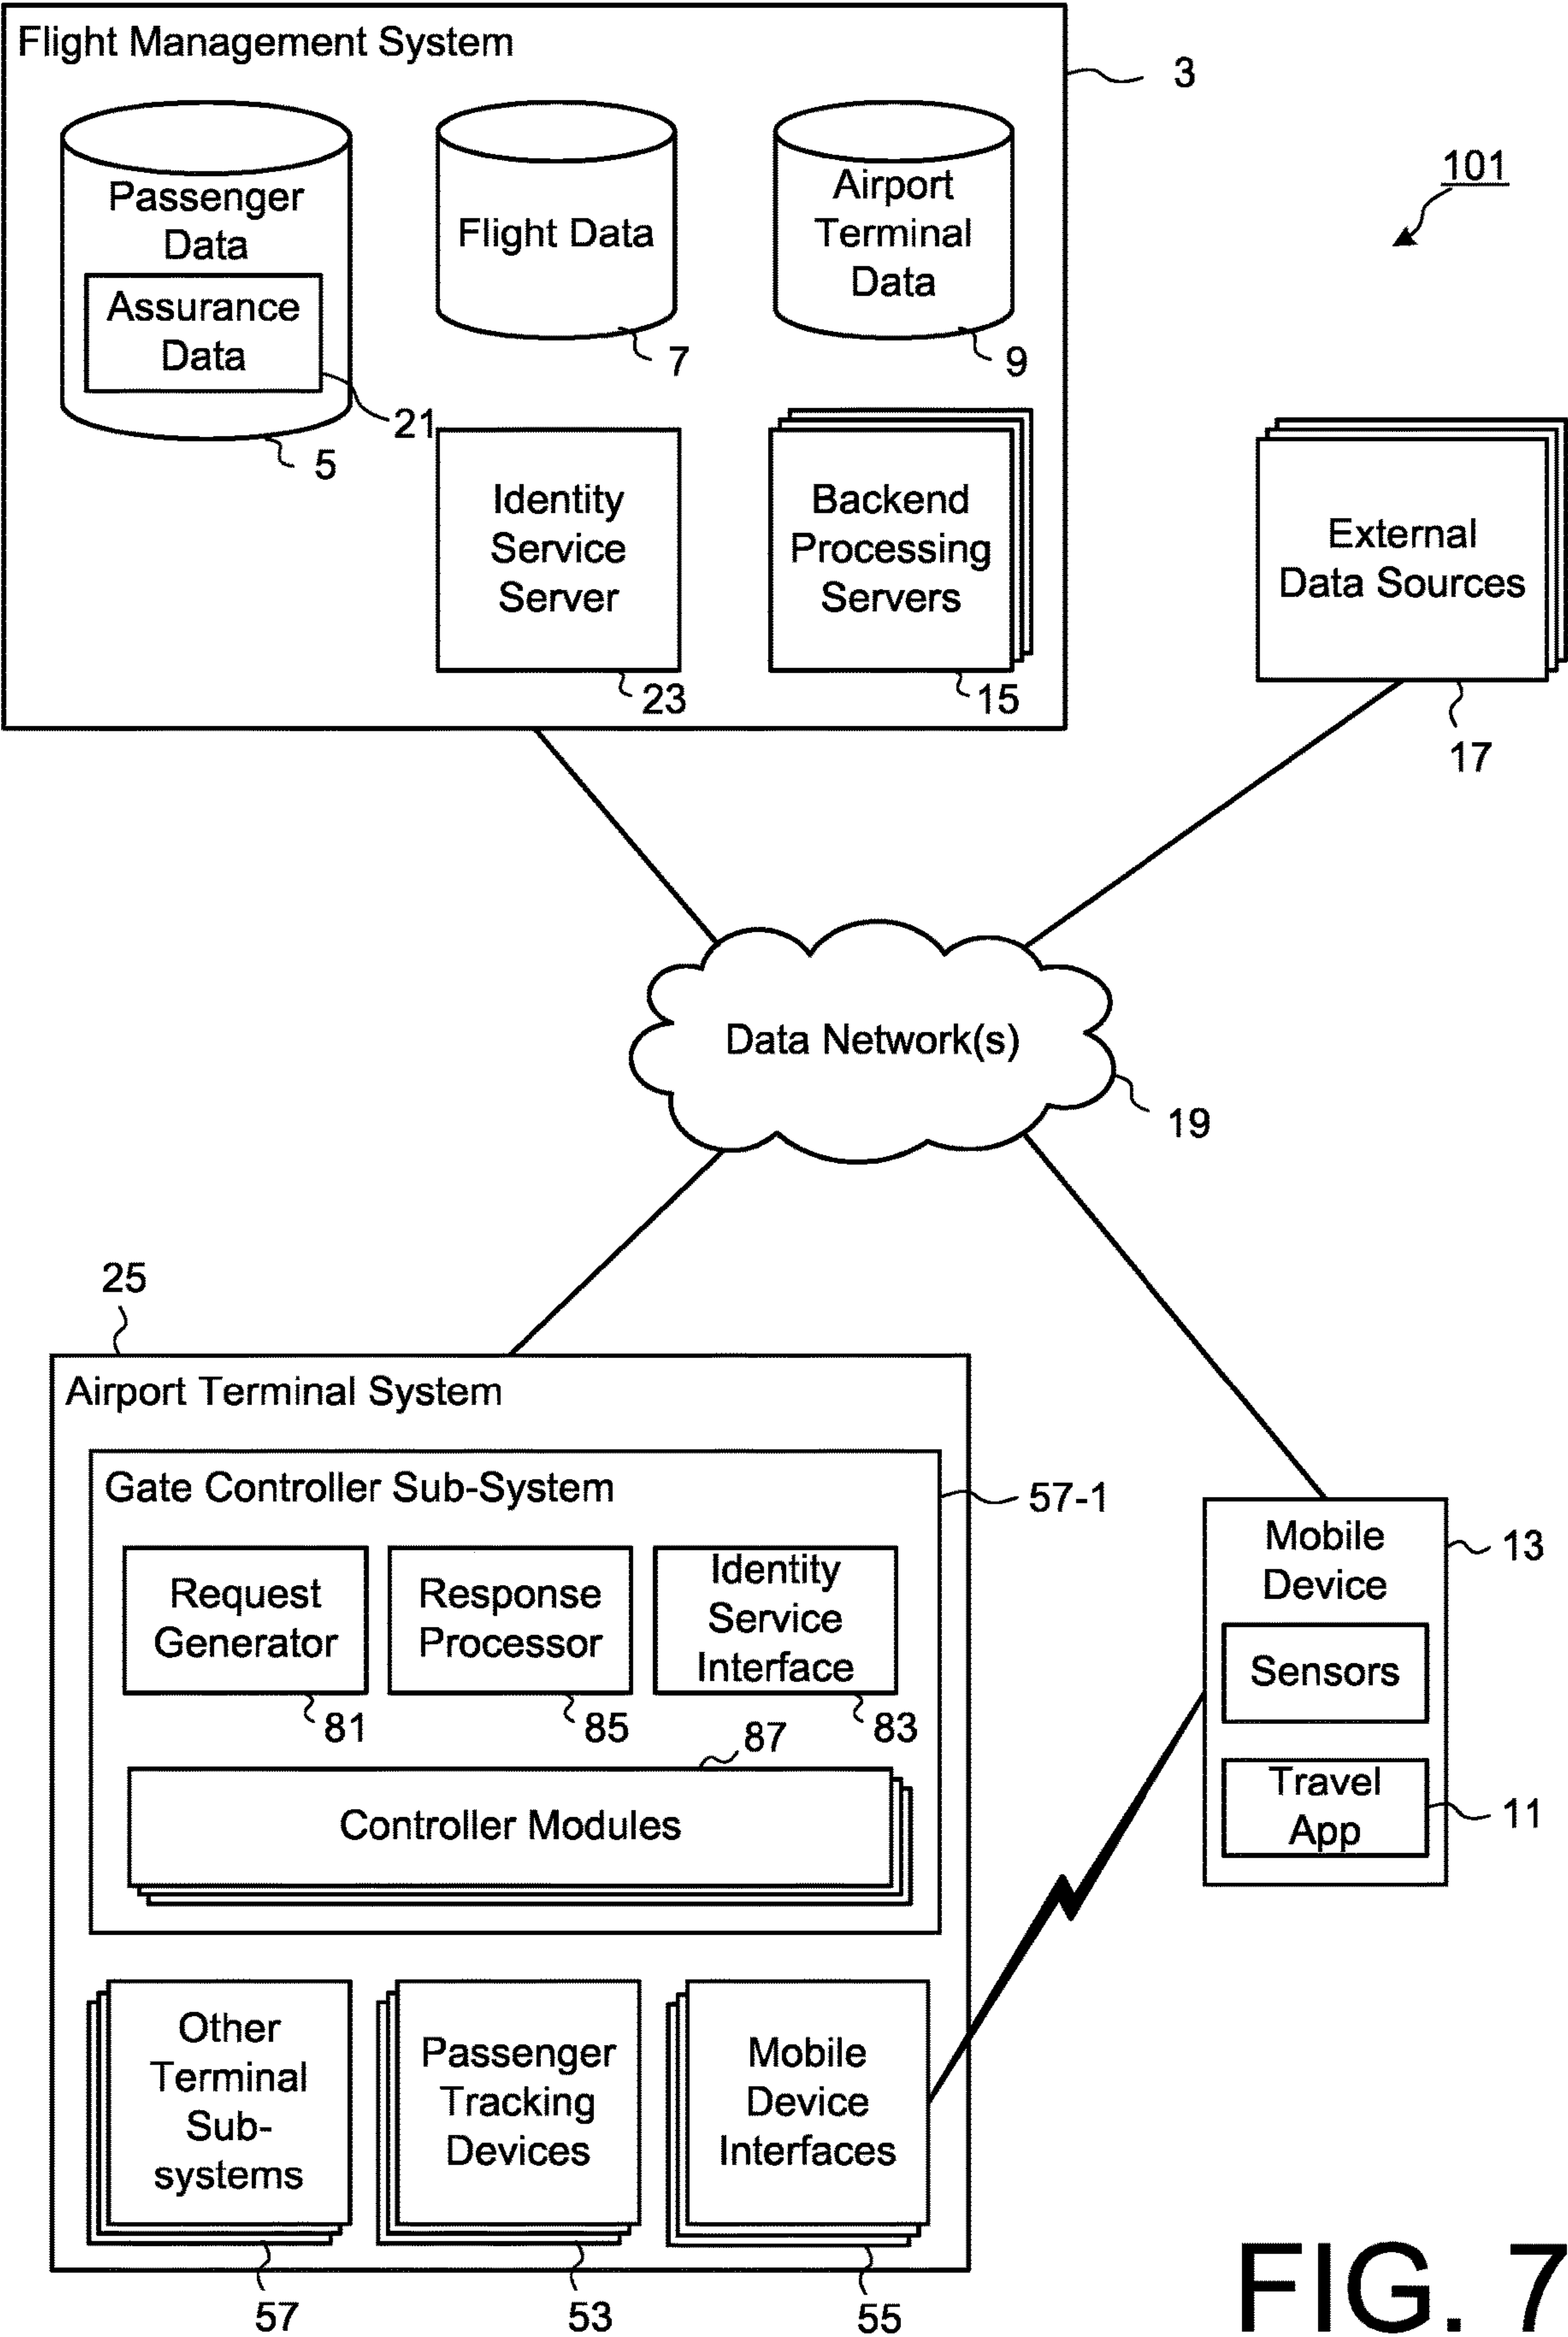 Flight Management System
3
101
Passenger
Data
Assurance
Data
21
5
Flight Data
7
Airport
Terminal
Data
9
Identity
Service
Server
23
Backend
Processing
Servers
15
External
Data Sources
17
Data Network(s)
19
25
Airport Terminal System
Gate Controller Sub-System
57-1
Request
Generator
81
Response
Processor
85
Identity
Service
Interface
83
87
Controller Modules
Mobile
Device
13
Sensors
Travel
App
11
Other
Terminal
Sub-
systems
57
Passenger
Tracking
Devices
53
Mobile
Device
Interfaces
55
FIG. 7